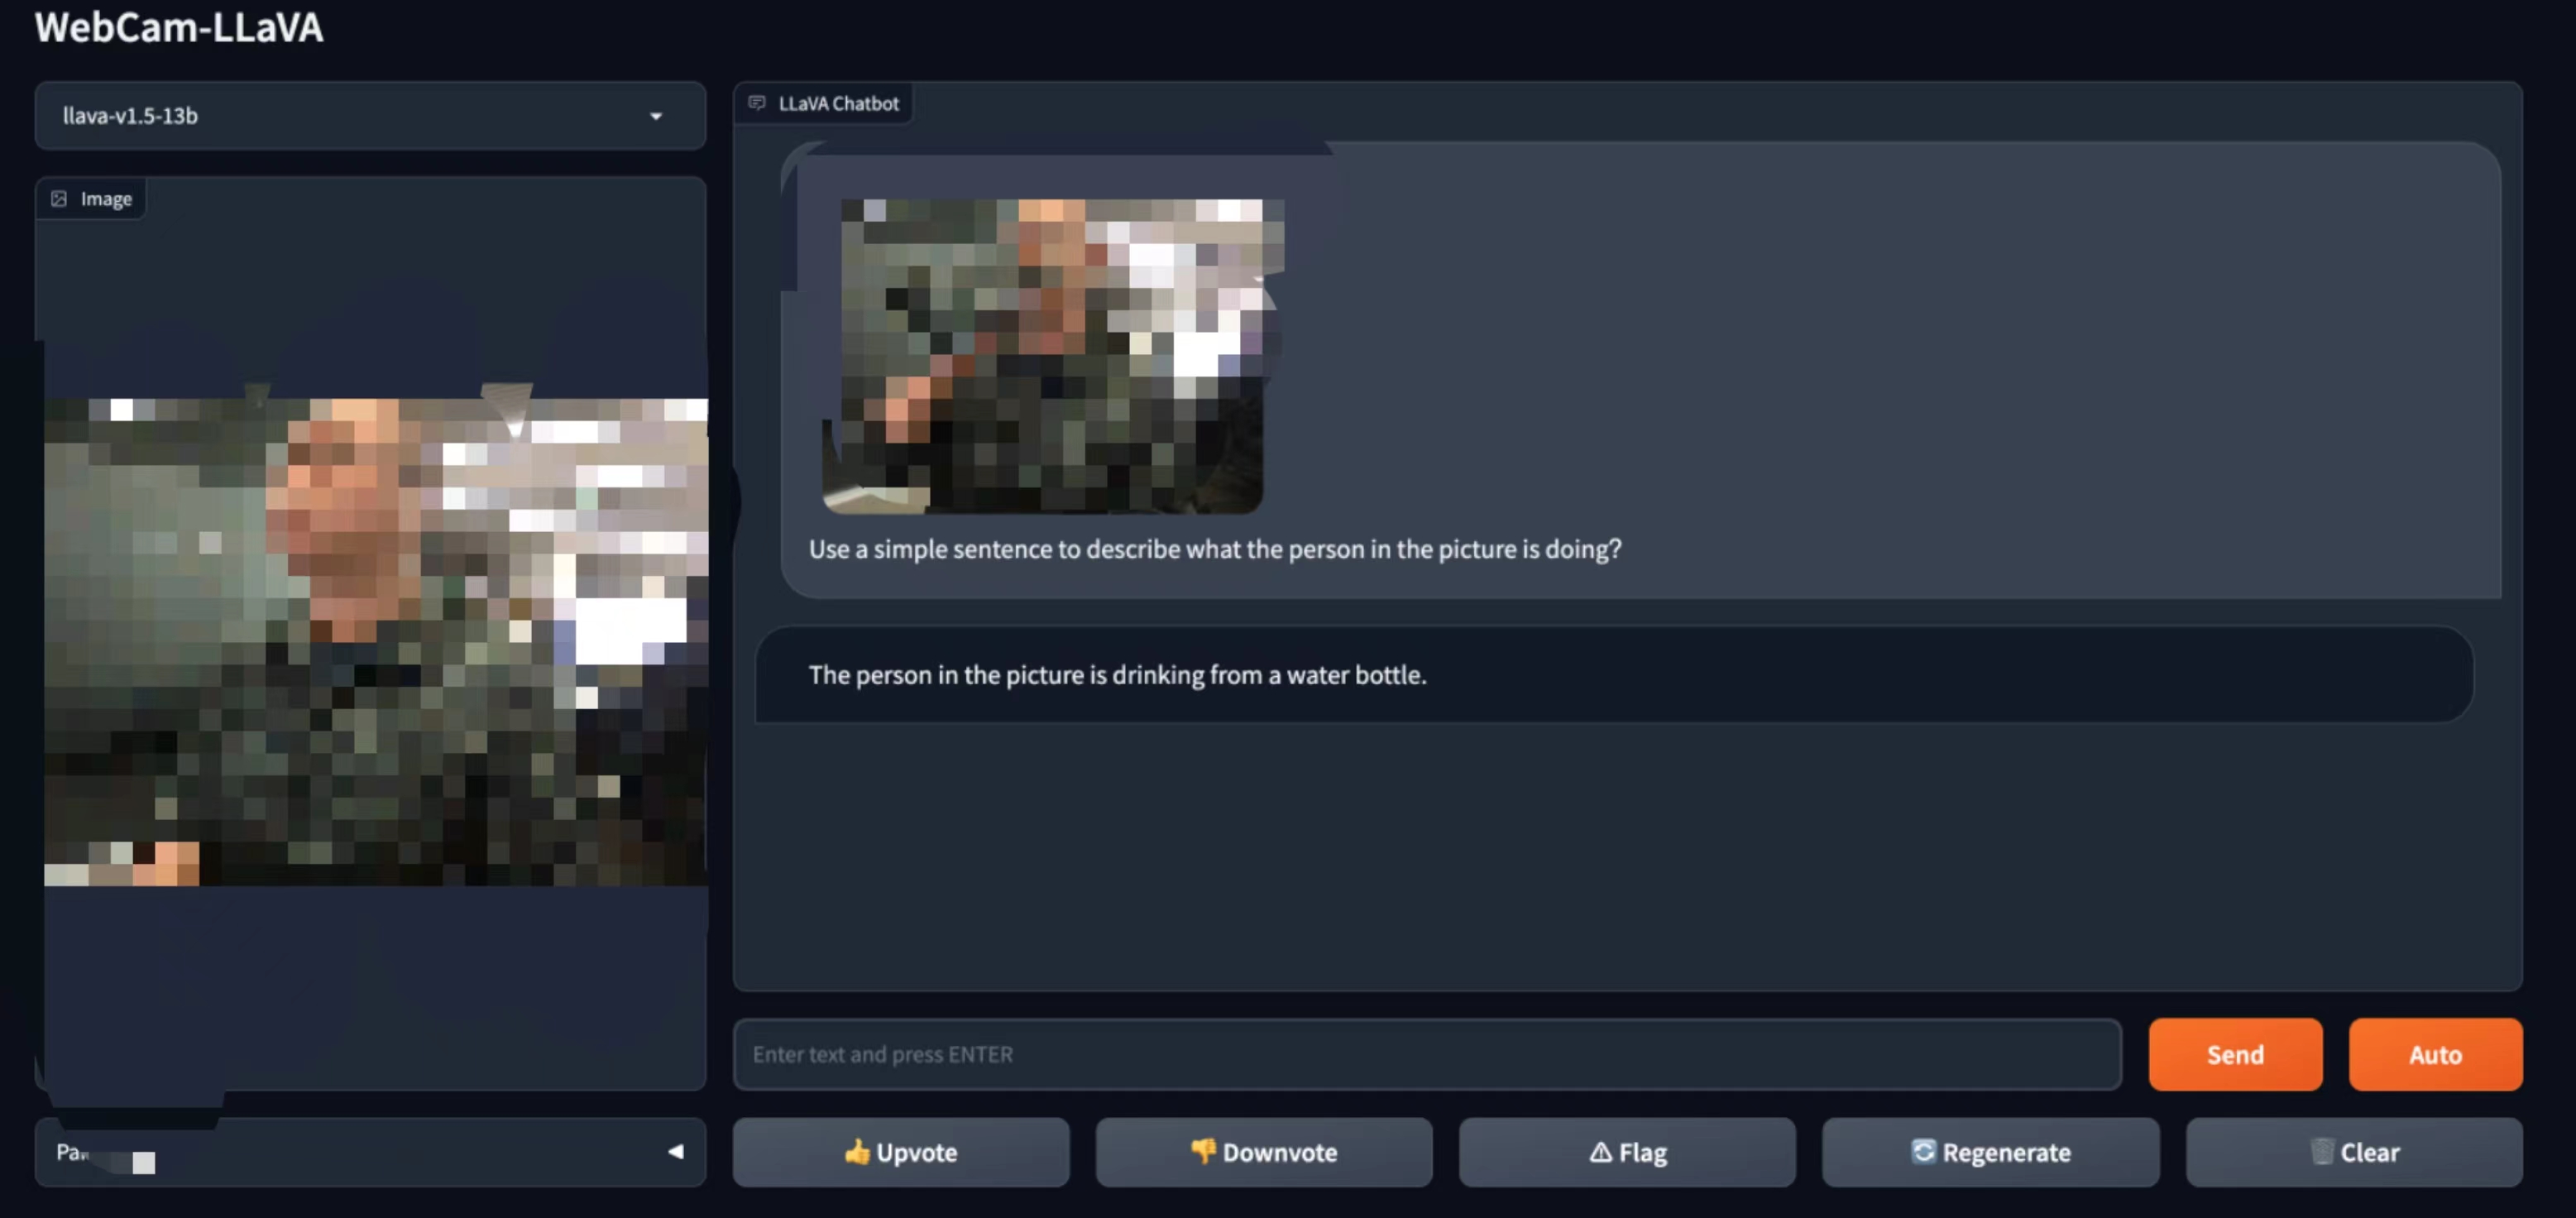 WebCam-LLaVA
llava-v1.5-13b
Image
LLaVA Chatbot
Use a simple sentence to describe what the person in the picture is doing?
The person in the picture is drinking from a water bottle.
Enter text and press ENTER
Send
Auto
👍 Upvote
👎 Downvote
⚠ Flag
🔄 Regenerate
🗑 Clear